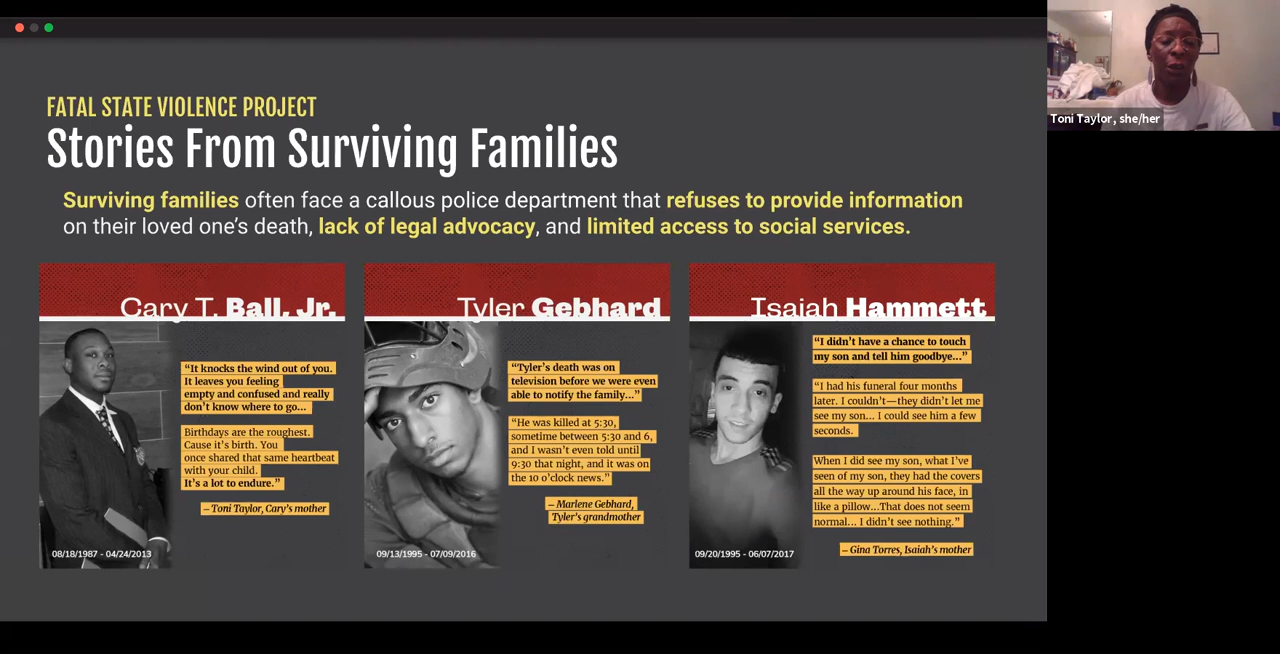 FATAL STATE VIOLENCE PROJECT
Stories From Surviving Families
Surviving families often face a callous police department that refuses to provide information
on their loved one’s death, lack of legal advocacy, and limited access to social services.
Cary T. Ball, Jr.
“It knocks the wind out of you.
It leaves you feeling
empty and confused and really
don’t know where to go...
Birthdays are the roughest.
Cause it’s birth. You
once shared that same heartbeat
with your child.
It’s a lot to endure.”
– Toni Taylor, Cary’s mother
08/18/1987 - 04/24/2013
Tyler Gebhard
“Tyler’s death was on
television before we were even
able to notify the family...”
“He was killed at 5:30,
sometime between 5:30 and 6,
and I wasn’t even told until
9:30 that night, and it was on
the 10 o’clock news.”
– Marlene Gebhard,
Tyler’s grandmother
09/13/1995 - 07/09/2016
Isaiah Hammett
“I didn’t have a chance to touch
my son and tell him goodbye...”
“I had his funeral four months
later. I couldn’t—they didn’t let me
see my son... I could see him a few
seconds.
When I did see my son, what I’ve
seen of my son, they had the covers
all the way up around his face, in
like a pillow...That does not seem
normal... I didn’t see nothing.”
– Gina Torres, Isaiah’s mother
09/20/1995 - 06/07/2017
Toni Taylor, she/her